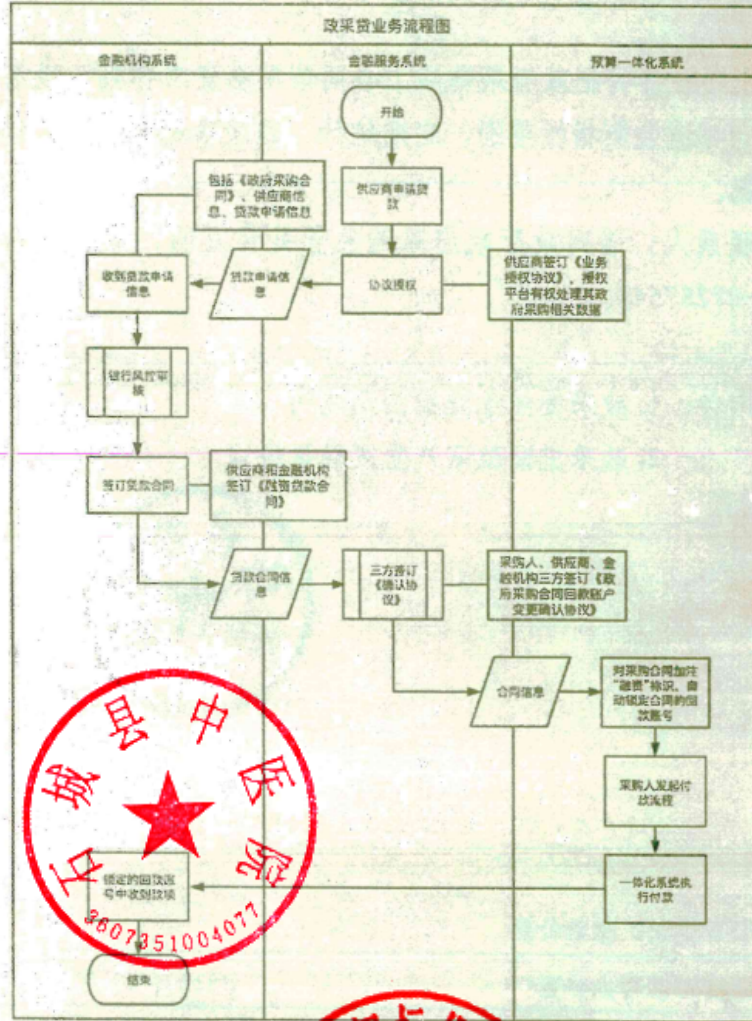 政采贷业务流程图
金融机构系统
金融服务系统
预算一体化系统
开始
供应商申请贷
款
包括《政府采购合
同》、供应商信
息、贷款申请信息
收到贷款申请
信息
贷款申请信
息
协议授权
供应商签订《业务
授权协议》、授权
平台有权处理其政
府采购相关数据
银行风控审
核
签订贷款合同
供应商和金融机构
签订《融资贷款合
同》
贷款合同信
息
三方签订
《确认协
议》
采购人、供应商、金
融机构三方签订《政
府采购合同回款账户
变更确认协议》
合同信息
对采购合同加注
“融资”标识、自
动锁定合同的回
款账号
采购人发起付
款流程
一体化系统执
行付款
锁定的回款账
号中收到款项
结束
石城县中医院
3607351004077